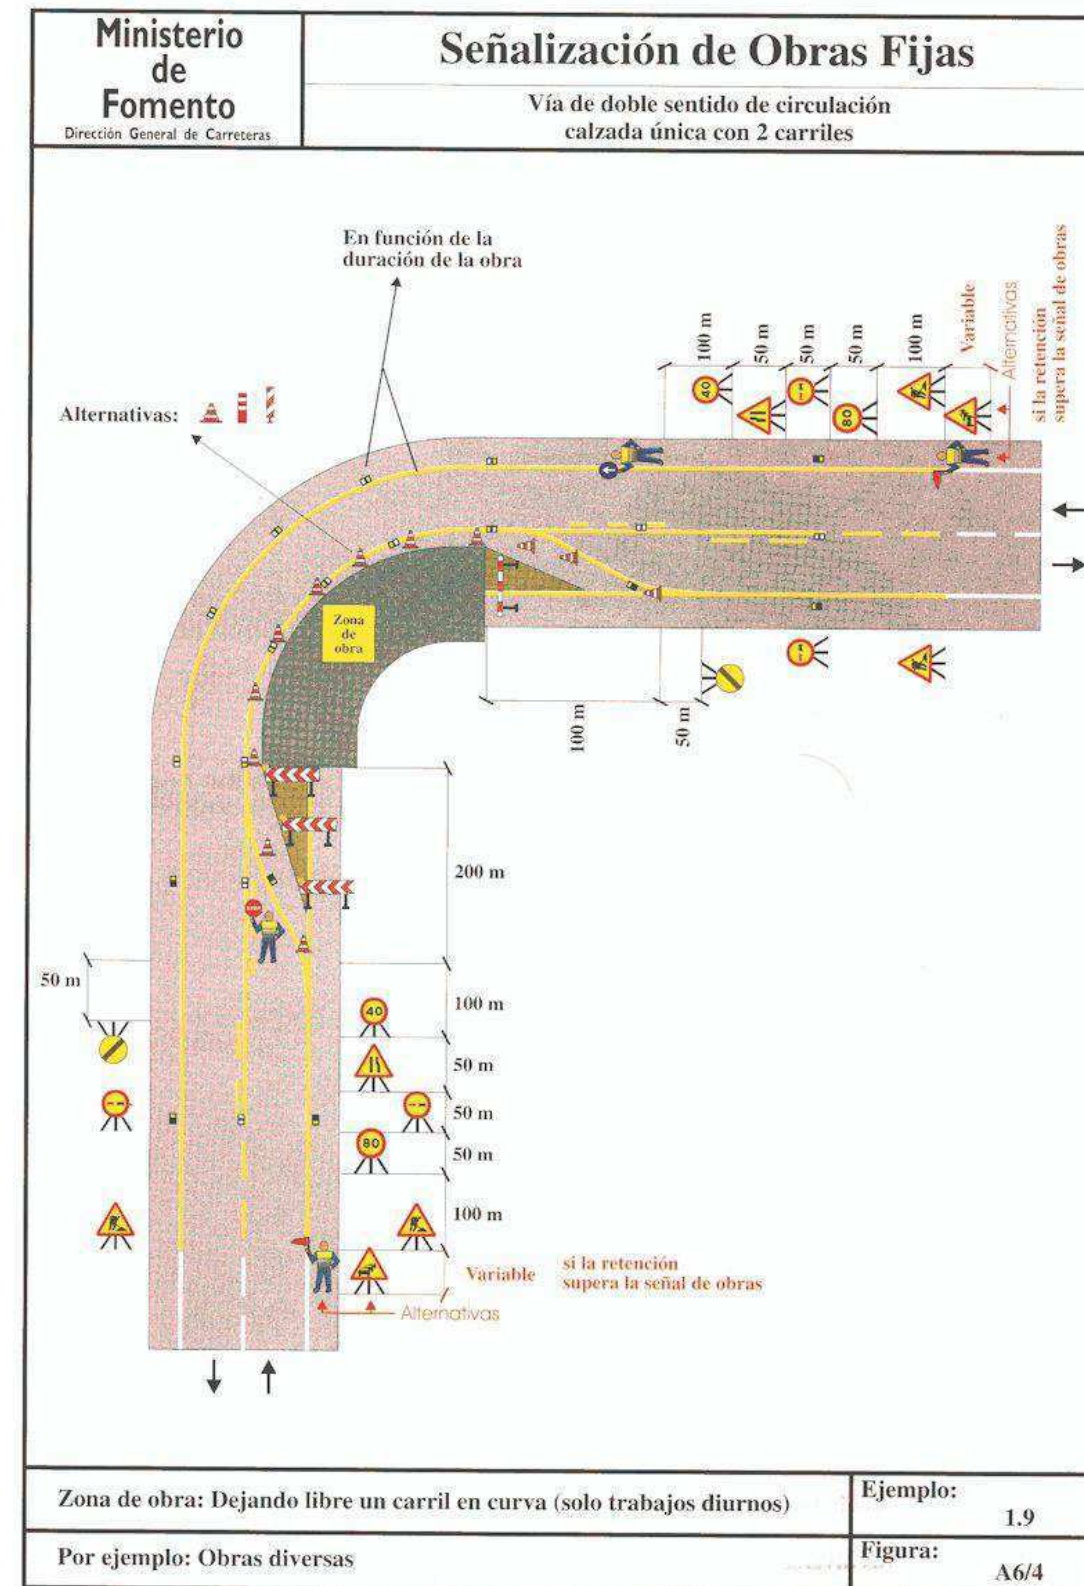 Ministerio
de
Fomento
Dirección General de Carreteras
Señalización de Obras Fijas
Vía de doble sentido de circulación
calzada única con 2 carriles
En función de la
duración de la obra
Alternativas:
100 m
50 m
50 m
50 m
100 m
Variable
Alternativas
si la retención
supera la señal de obras
40
80
Zona
de
obra
100 m
50 m
200 m
50 m
100 m
40
50 m
50 m
80
50 m
100 m
Variable
si la retención
supera la señal de obras
Alternativas
Zona de obra: Dejando libre un carril en curva (solo trabajos diurnos)
Ejemplo:
1.9
Por ejemplo: Obras diversas
Figura:
A6/4